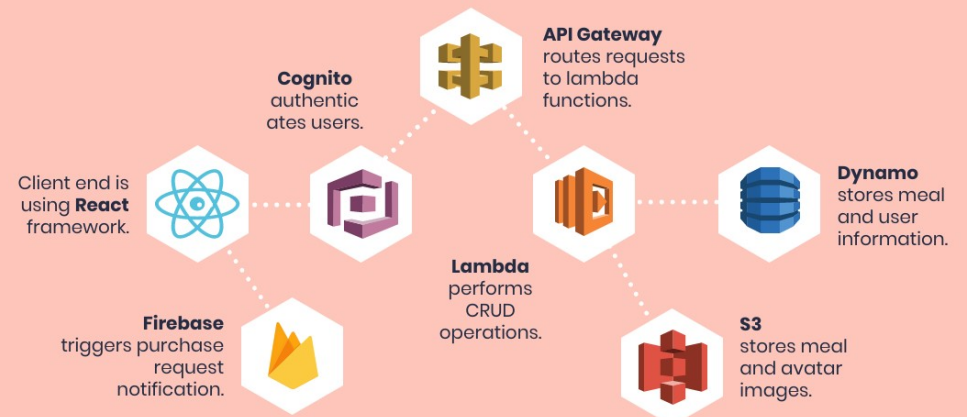 API Gateway
routes requests
to lambda
functions.
Cognito
authentic
ates users.
Client end is
using React
framework.
Dynamo
stores meal
and user
information.
Lambda
performs
CRUD
operations.
Firebase
triggers purchase
request
notification.
S3
stores meal
and avatar
images.